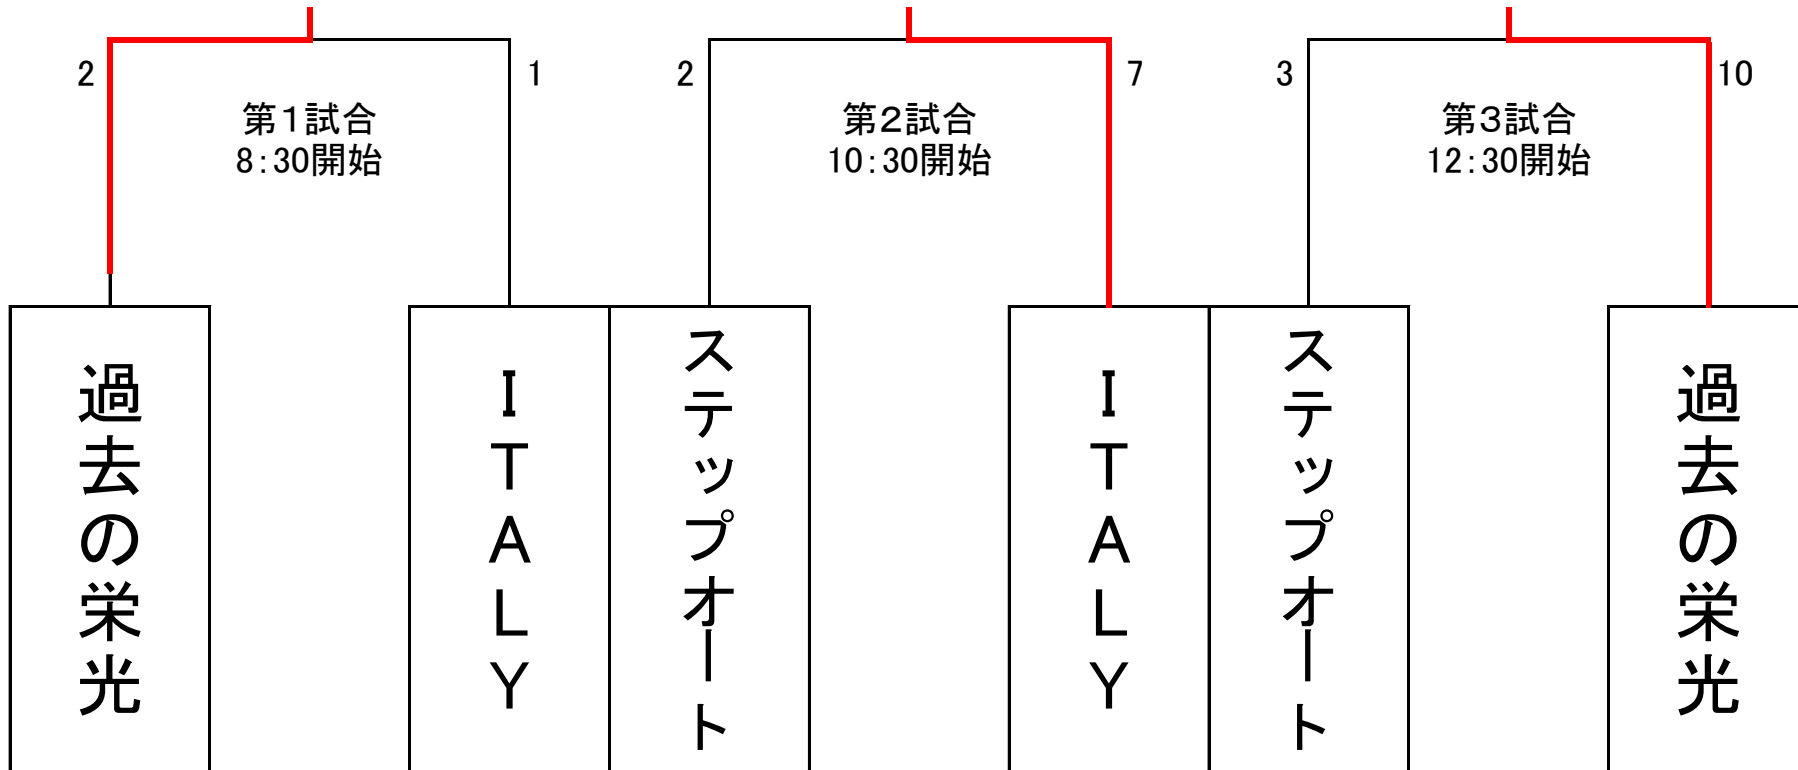 2
1
第1試合
8:30開始
2
7
第2試合
10:30開始
3
10
第3試合
12:30開始
過去の栄光
ITALY
ステップオート
ITALY
ステップオート
過去の栄光